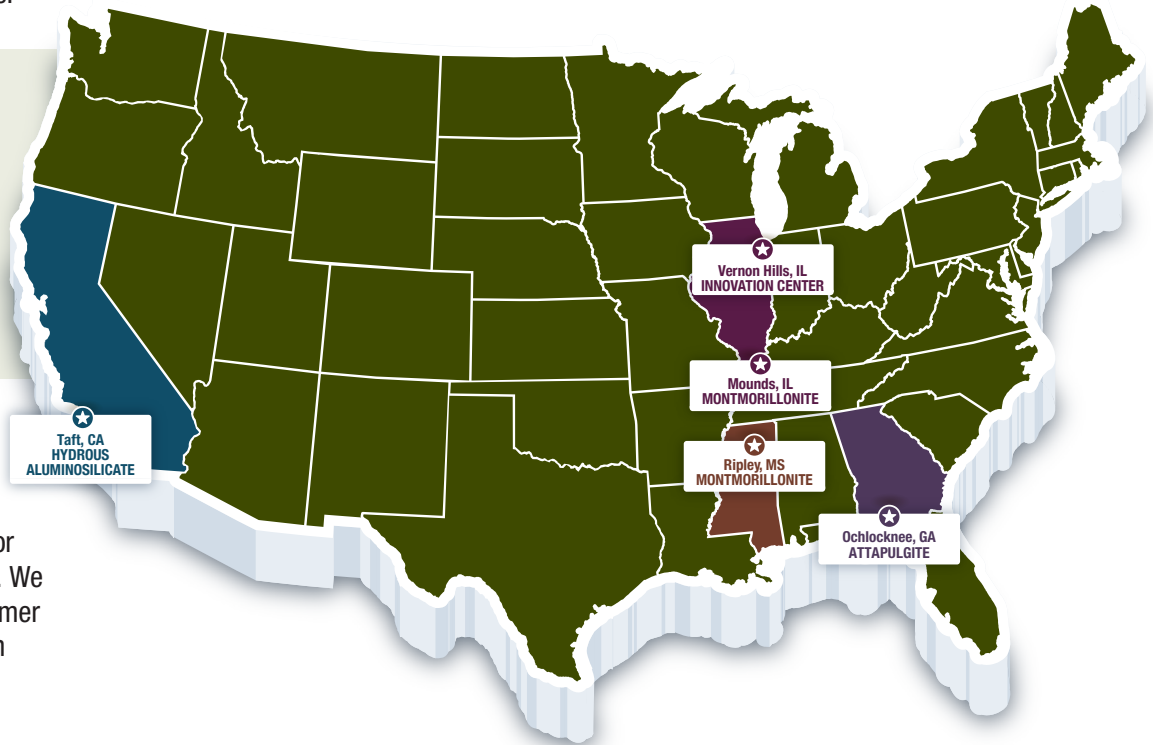 Vernon Hills, IL
INNOVATION CENTER
Mounds, IL
MONTMORILLONITE
Taft, CA
HYDROUS
ALUMINOSILICATE
Ripley, MS
MONTMORILLONITE
Ochlocknee, GA
ATTAPULGITE
or
. We
mer